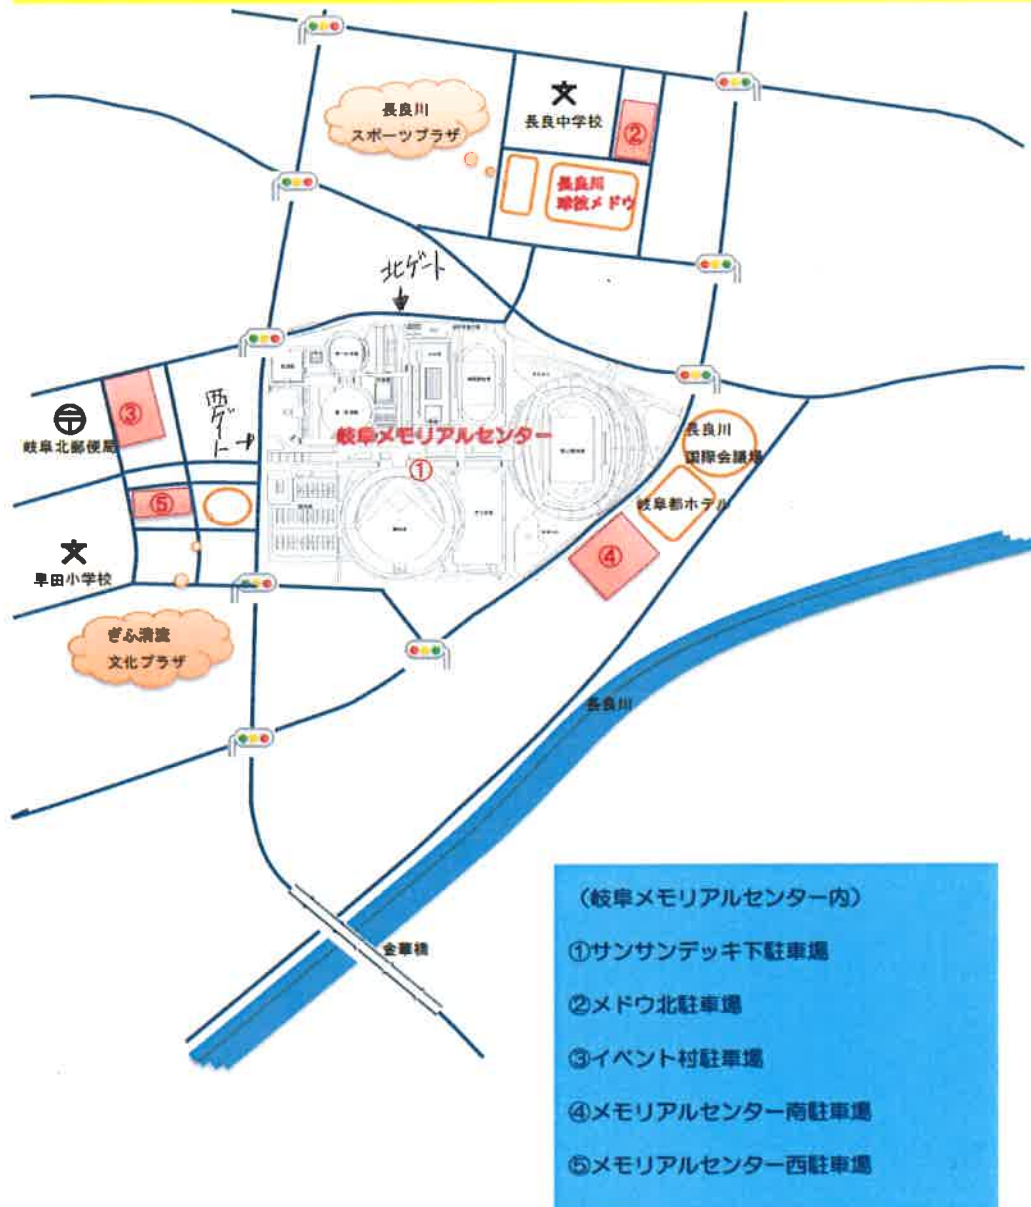 長良川
スポーツプラザ
長良中学校
②
長良川
球技メドウ
北ゲート
西ゲート
③
岐阜北郵便局
岐阜メモリアルセンター
①
長良川
国際会議場
岐阜都ホテル
⑤
④
早田小学校
ぎふ清流
文化プラザ
長良川
金華橋
(岐阜メモリアルセンター内)
①サンサンデッキ下駐車場
②メドウ北駐車場
③イベント村駐車場
④メモリアルセンター南駐車場
⑤メモリアルセンター西駐車場